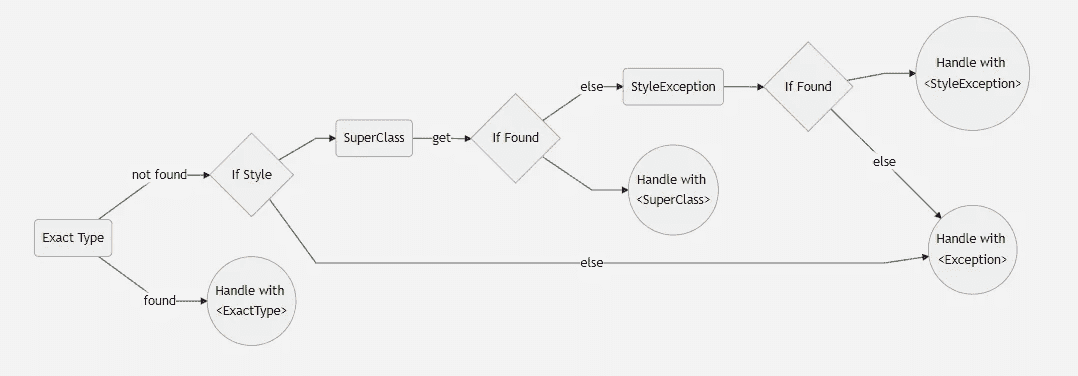 Exact Type
not found
found
Handle with
<ExactType>
If Style
SuperClass
get
If Found
else
StyleException
If Found
Handle with
<StyleException>
Handle with
<SuperClass>
else
else
Handle with
<Exception>